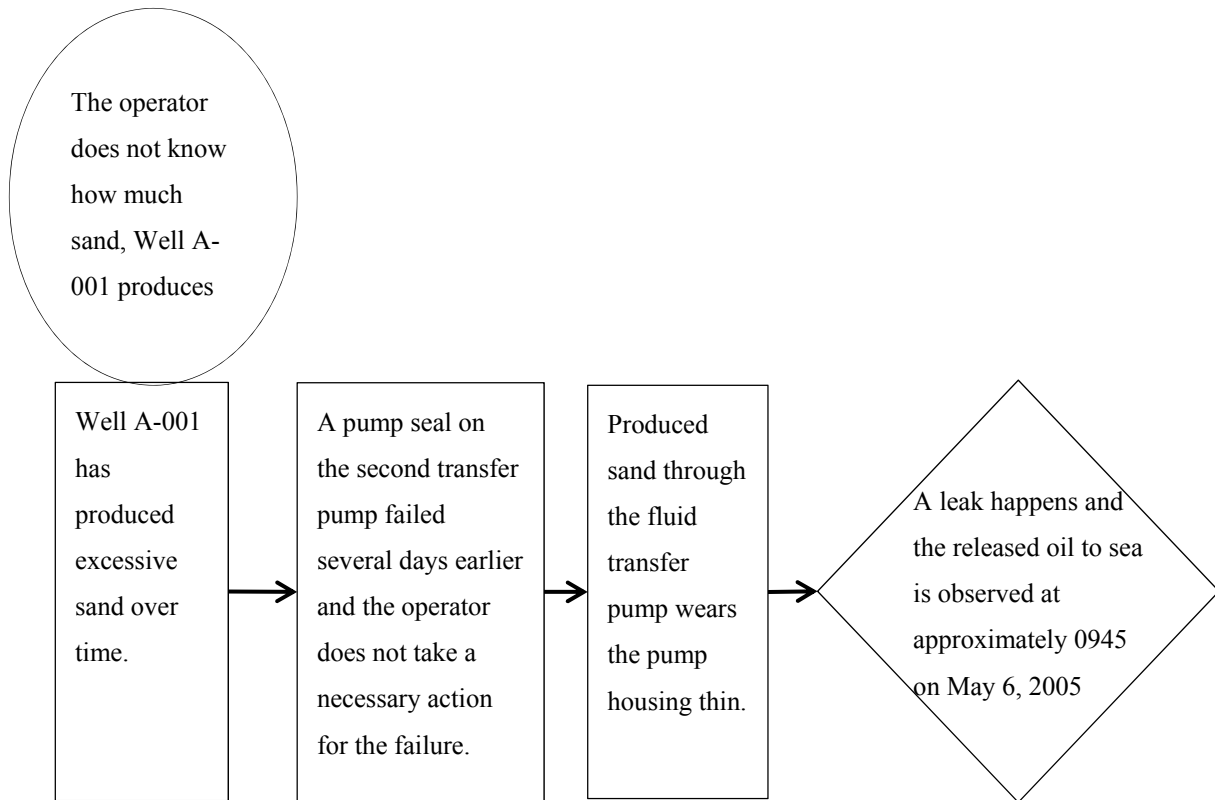 The operator
does not know
how much
sand, Well A-
001 produces
Well A-001
has
produced
excessive
sand over
time.
A pump seal on
the second transfer
pump failed
several days earlier
and the operator
does not take a
necessary action
for the failure.
Produced
sand through
the fluid
transfer
pump wears
the pump
housing thin.
A leak happens and
the released oil to sea
is observed at
approximately 0945
on May 6, 2005